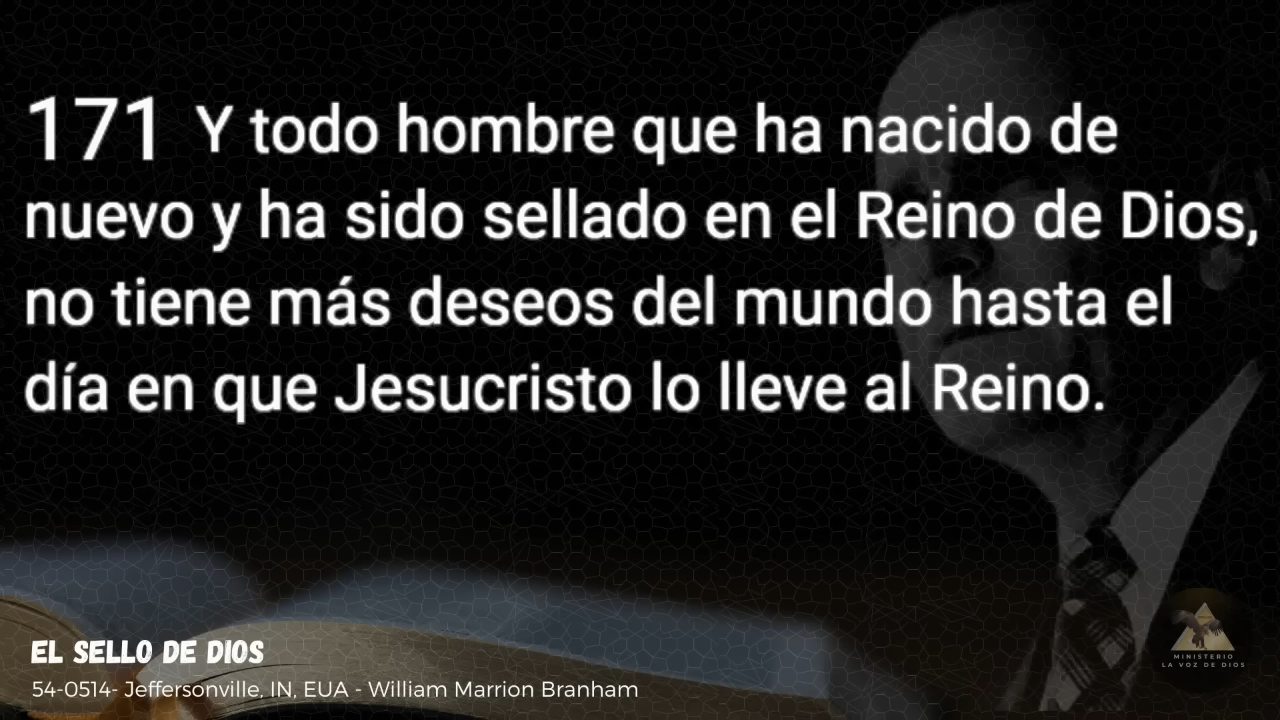 171 Y todo hombre que ha nacido de
nuevo y ha sido sellado en el Reino de Dios,
no tiene más deseos del mundo hasta el
día en que Jesucristo lo lleve al Reino.
EL SELLO DE DIOS
54-0514- Jeffersonville, IN, EUA - William Marrion Branham
MINISTERIO
LA VOZ DE DIOS